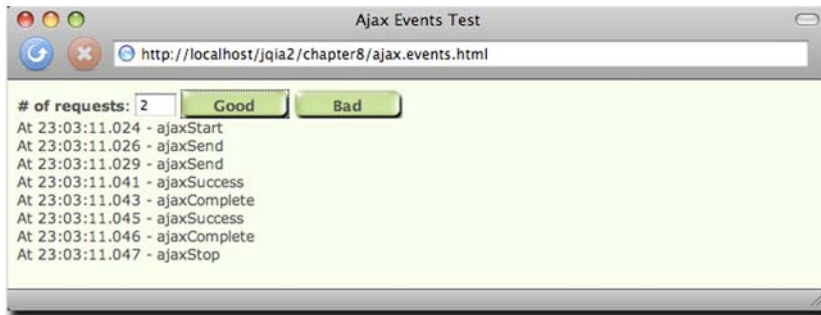 Ajax Events Test
http://localhost/jqia2/chapter8/ajax.events.html
# of requests: 2 Good Bad
At 23:03:11.024 - ajaxStart
At 23:03:11.026 - ajaxSend
At 23:03:11.029 - ajaxSend
At 23:03:11.041 - ajaxSuccess
At 23:03:11.043 - ajaxComplete
At 23:03:11.045 - ajaxSuccess
At 23:03:11.046 - ajaxComplete
At 23:03:11.047 - ajaxStop